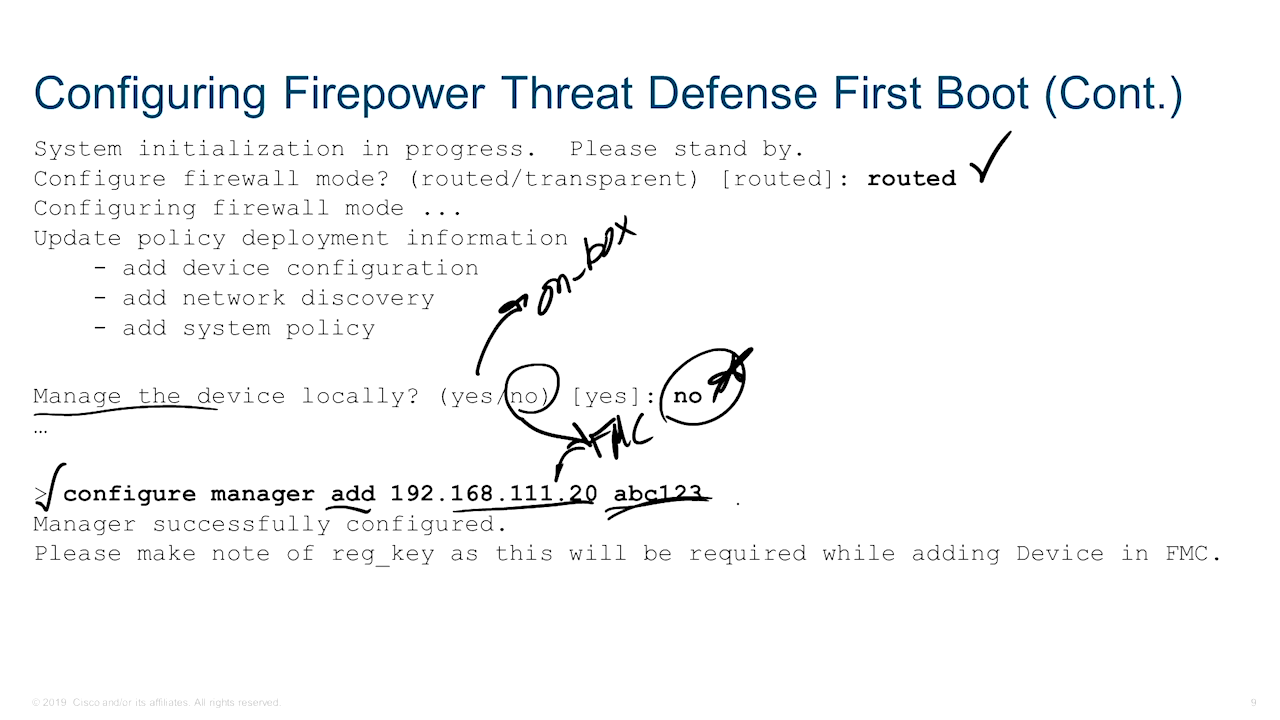 Configuring Firepower Threat Defense First Boot (Cont.)
System initialization in progress.  Please stand by.
Configure firewall mode? (routed/transparent) [routed]: routed
Configuring firewall mode ...
Update policy deployment information
    - add device configuration
    - add network discovery
    - add system policy
on-box
Manage the device locally? (yes/no) [yes]: no
…
FMC
> configure manager add 192.168.111.20 abc123
Manager successfully configured.
Please make note of reg_key as this will be required while adding Device in FMC.
© 2019 Cisco and/or its affiliates. All rights reserved.
9